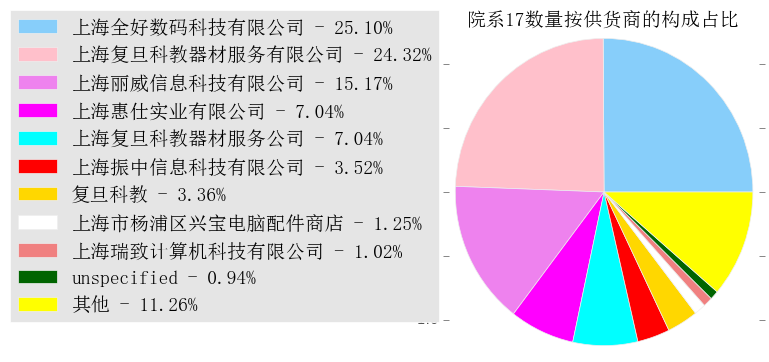 院系17数量按供货商的构成占比
上海全好数码科技有限公司 - 25.10%
上海复旦科教器材服务有限公司 - 24.32%
上海丽威信息科技有限公司 - 15.17%
上海惠仕实业有限公司 - 7.04%
上海复旦科教器材服务公司 - 7.04%
上海振中信息科技有限公司 - 3.52%
复旦科教 - 3.36%
上海市杨浦区兴宝电脑配件商店 - 1.25%
上海瑞致计算机科技有限公司 - 1.02%
unspecified - 0.94%
其他 - 11.26%